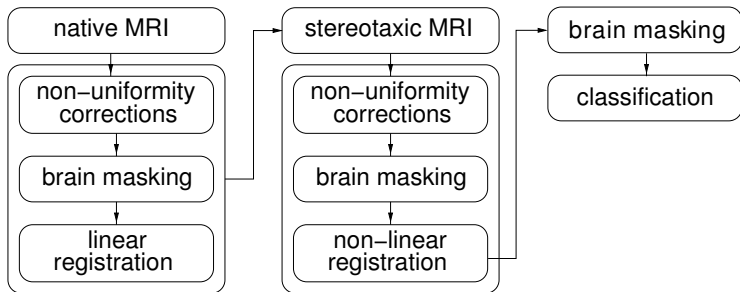 native MRI
non−uniformity
corrections
brain masking
linear
registration
stereotaxic MRI
non−uniformity
corrections
brain masking
non−linear
registration
brain masking
classification